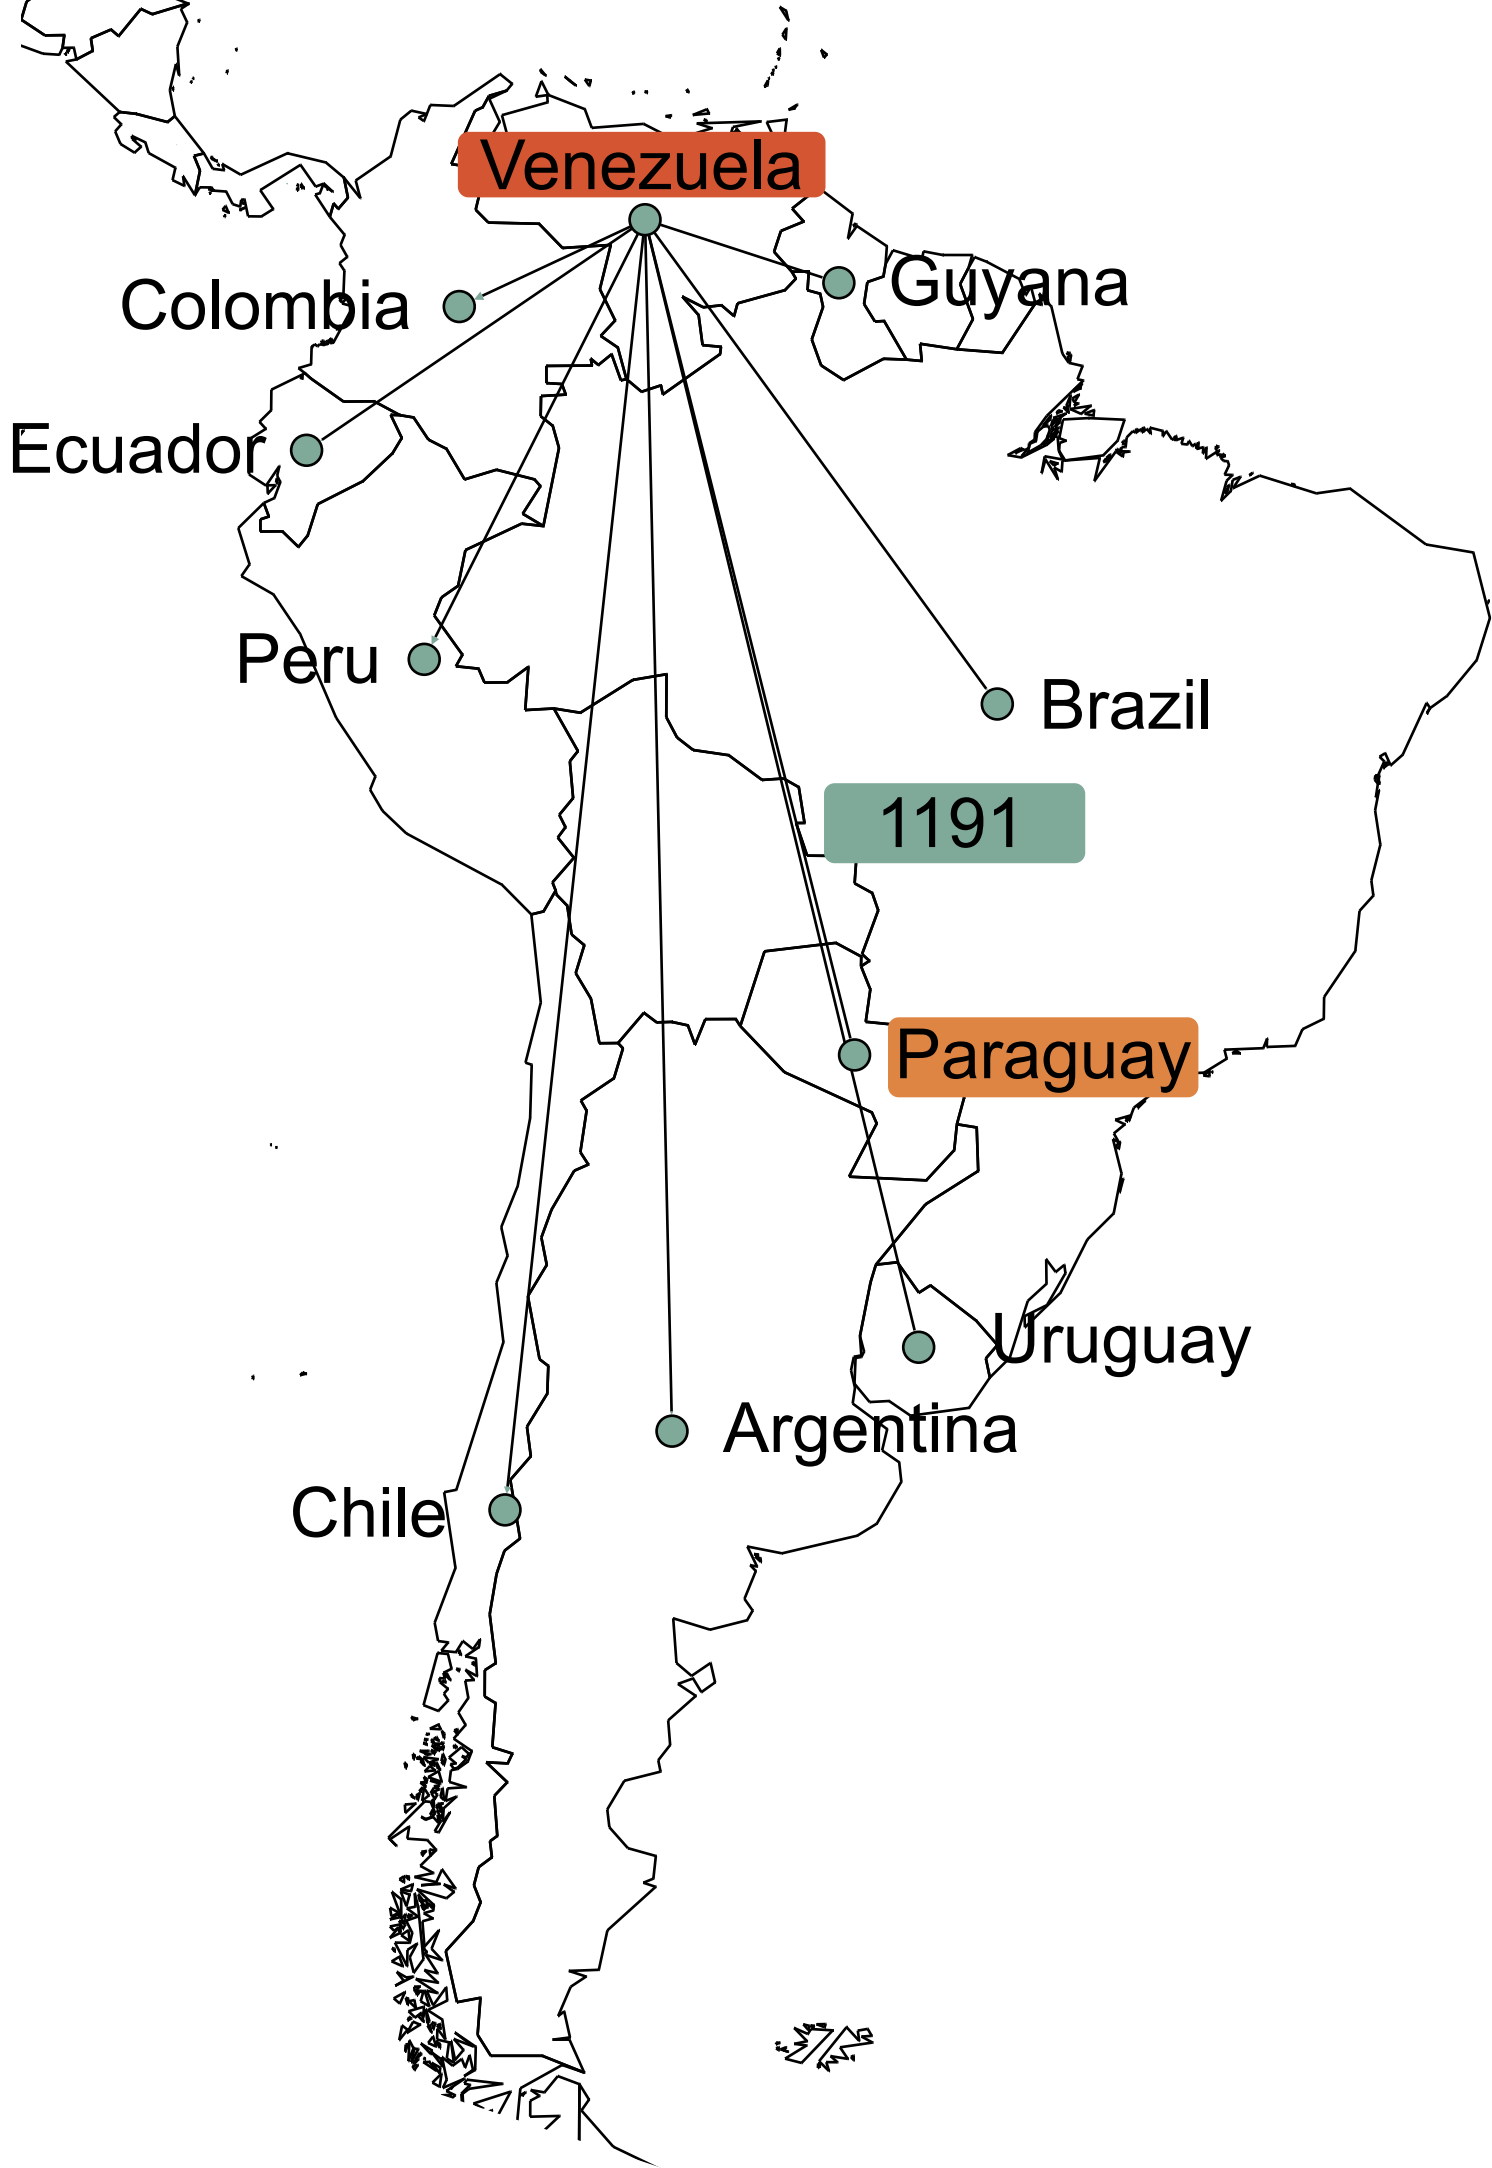 Venezuela
Guyana
Colombia
Ecuador
Peru
Brazil
1191
Paraguay
Uruguay
Argentina
Chile